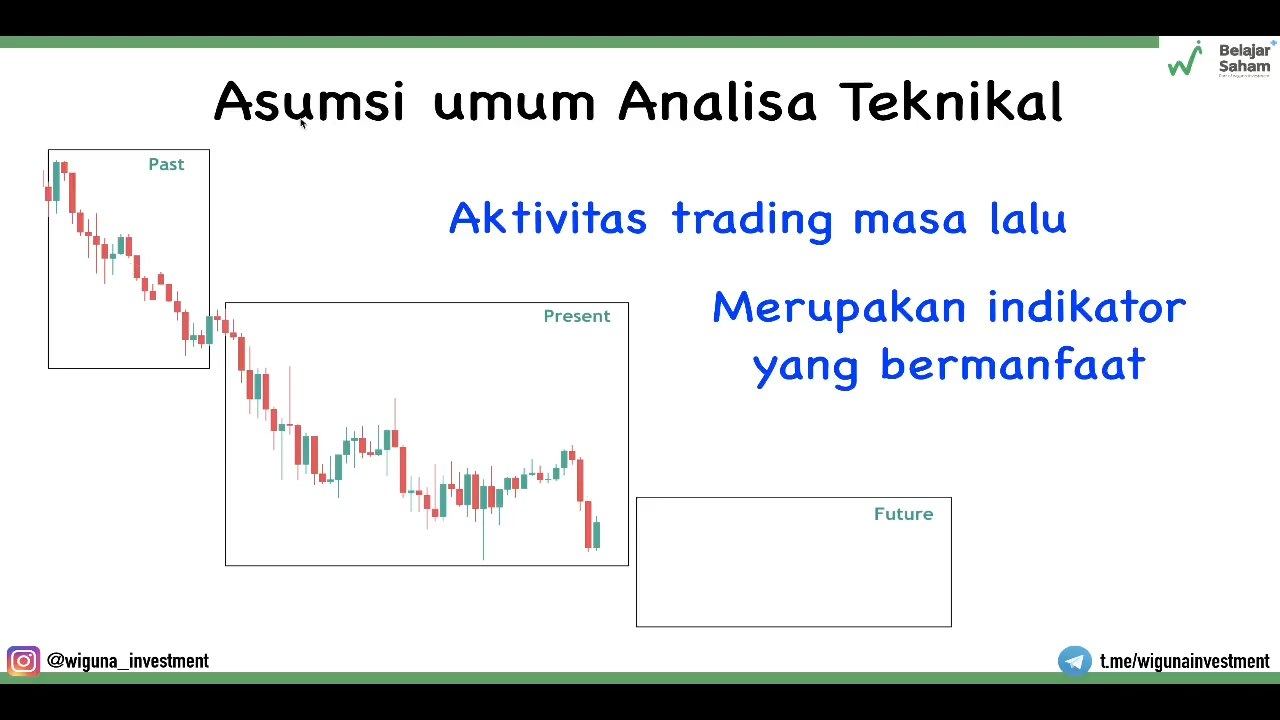 Belajar
Saham
Asumsi umum Analisa Teknikal
Past
Aktivitas trading masa lalu
Merupakan indikator
yang bermanfaat
Present
Future
@wiguna_investment
t.me/wigunainvestment